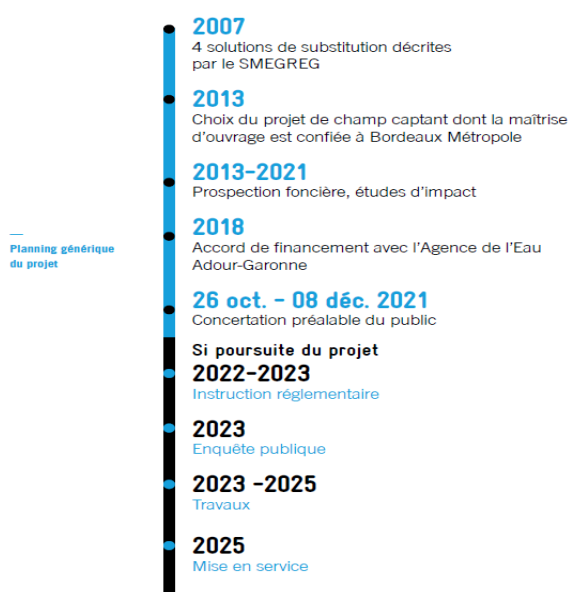 2007
4 solutions de substitution décrites
par le SMEGREG
2013
Choix du projet de champ captant dont la maîtrise
d'ouvrage est confiée à Bordeaux Métropole
2013-2021
Prospection foncière, études d'impact
2018
Accord de financement avec l'Agence de l'Eau
Adour-Garonne
Planning générique
du projet
26 oct. - 08 déc. 2021
Concertation préalable du public
Si poursuite du projet
2022-2023
Instruction réglementaire
2023
Enquête publique
2023 -2025
Travaux
2025
Mise en service